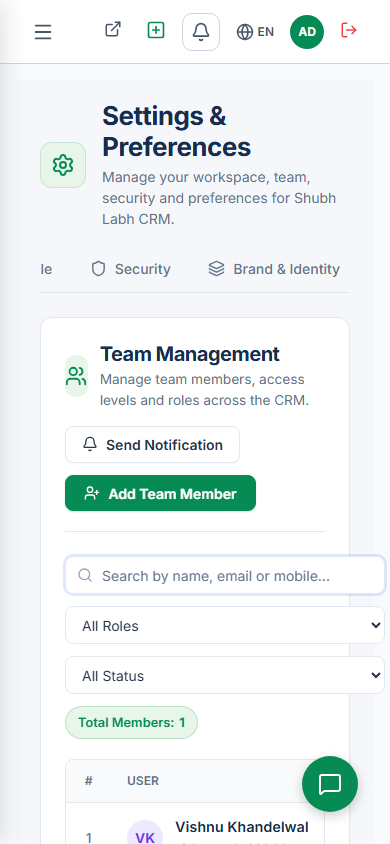 EN
AD
Settings &
Preferences
Manage your workspace, team,
security and preferences for Shubh
Labh CRM.
le
Security
Brand & Identity
Team Management
Manage team members, access
levels and roles across the CRM.
Send Notification
Add Team Member
Search by name, email or mobile...
All Roles
All Status
Total Members: 1
# USER
1 VK Vishnu Khandelwal